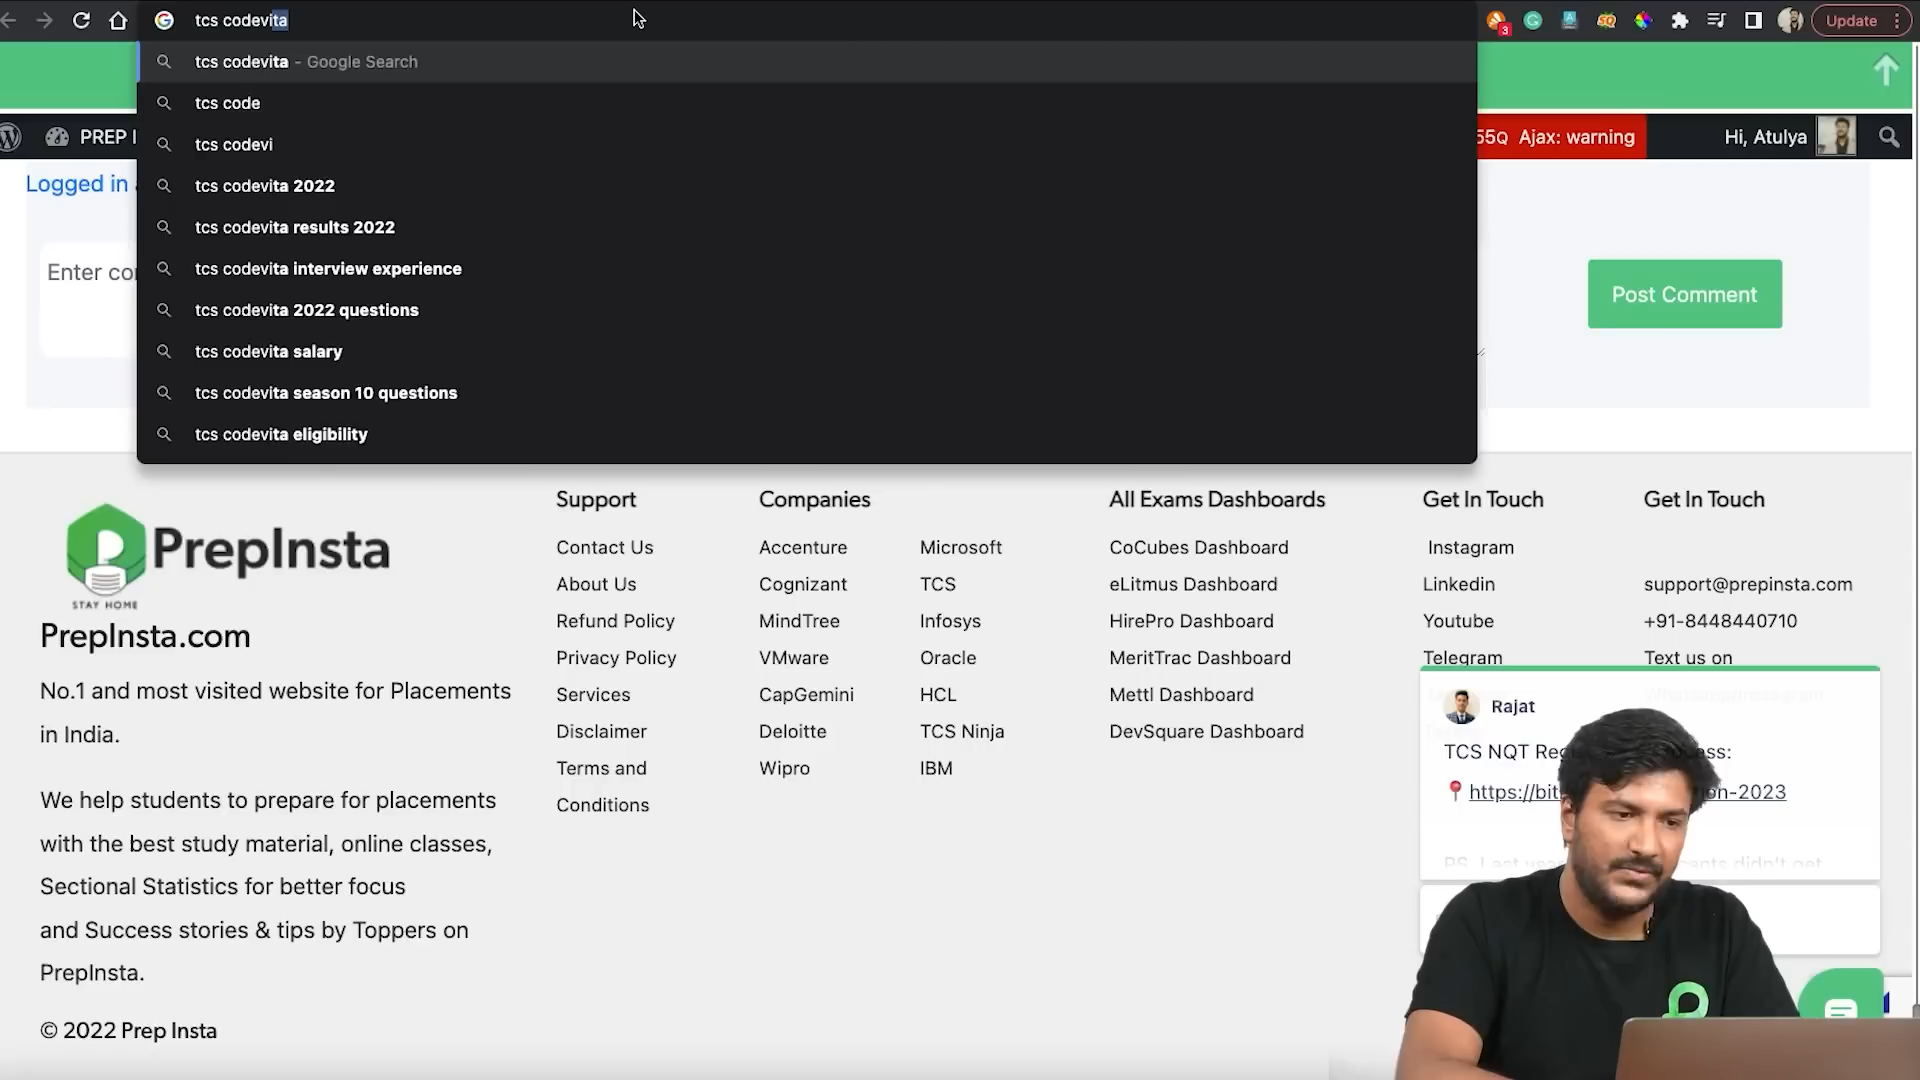 tcs codevita
Update
3
tcs codevita - Google Search
tcs code
tcs codevi
tcs codevita 2022
tcs codevita results 2022
tcs codevita interview experience
tcs codevita 2022 questions
tcs codevita salary
tcs codevita season 10 questions
tcs codevita eligibility
PREP I
55Q Ajax: warning
Hi, Atulya
Logged in
Enter
Post Comment
PrepInsta
STAY HOME
PrepInsta.com
No.1 and most visited website for Placements
in India.
We help students to prepare for placements
with the best study material, online classes,
Sectional Statistics for better focus
and Success stories & tips by Toppers on
PrepInsta.
© 2022 Prep Insta
Support
Contact Us
About Us
Refund Policy
Privacy Policy
Services
Disclaimer
Terms and
Conditions
Companies
Accenture
Cognizant
MindTree
VMware
CapGemini
Deloitte
Wipro
Microsoft
TCS
Infosys
Oracle
HCL
TCS Ninja
IBM
All Exams Dashboards
CoCubes Dashboard
eLitmus Dashboard
HirePro Dashboard
MeritTrac Dashboard
Mettl Dashboard
DevSquare Dashboard
Get In Touch
Instagram
Linkedin
Youtube
Telegram
Get In Touch
support@prepinsta.com
+91-8448440710
Text us on
Rajat
TCS NQT
https://bit on-2023
PS. Last didn't get